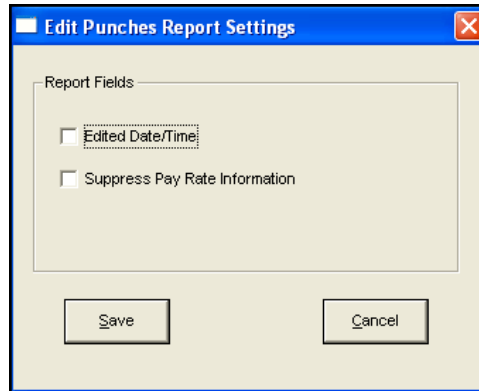 Edit Punches Report Settings
Report Fields
Edited Date/Time
Suppress Pay Rate Information
Save
Cancel